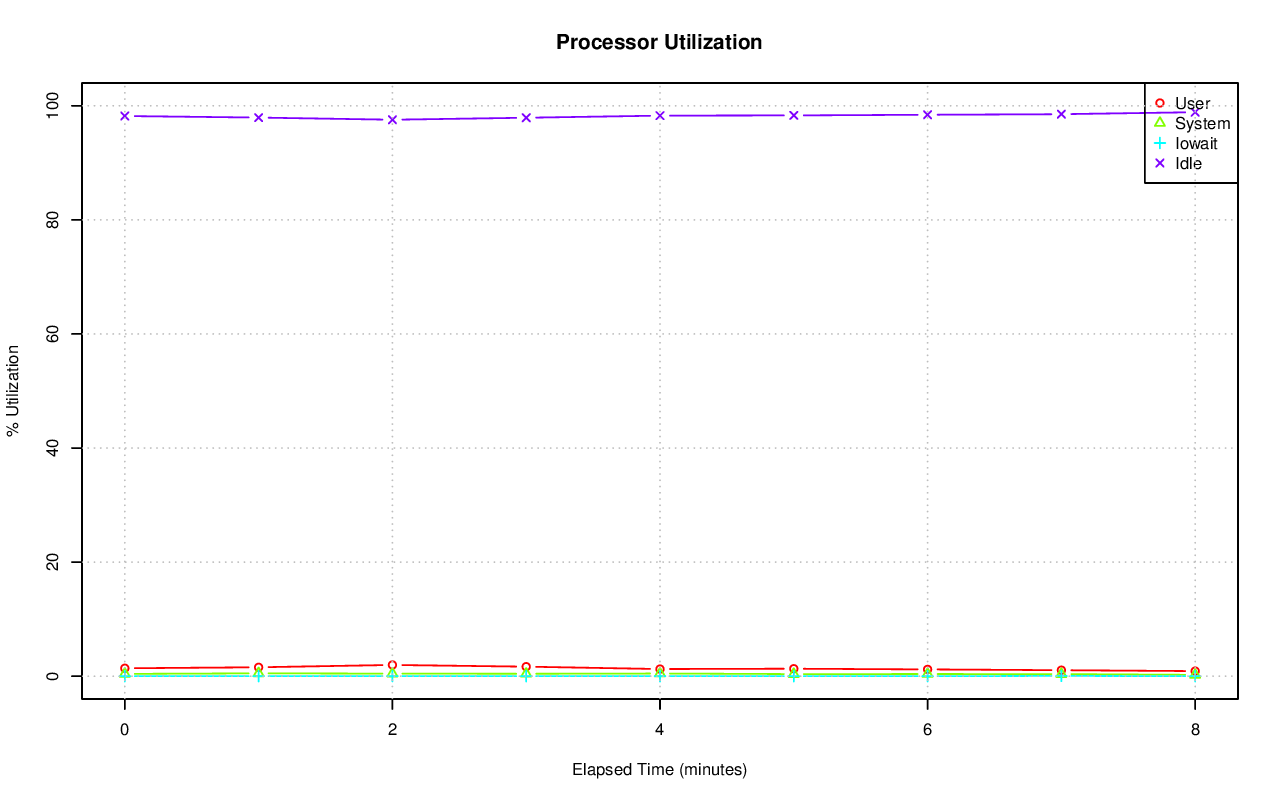 Processor Utilization
% Utilization
100
80
60
40
20
0
User
System
Iowait
Idle
0 2 4 6 8
Elapsed Time (minutes)